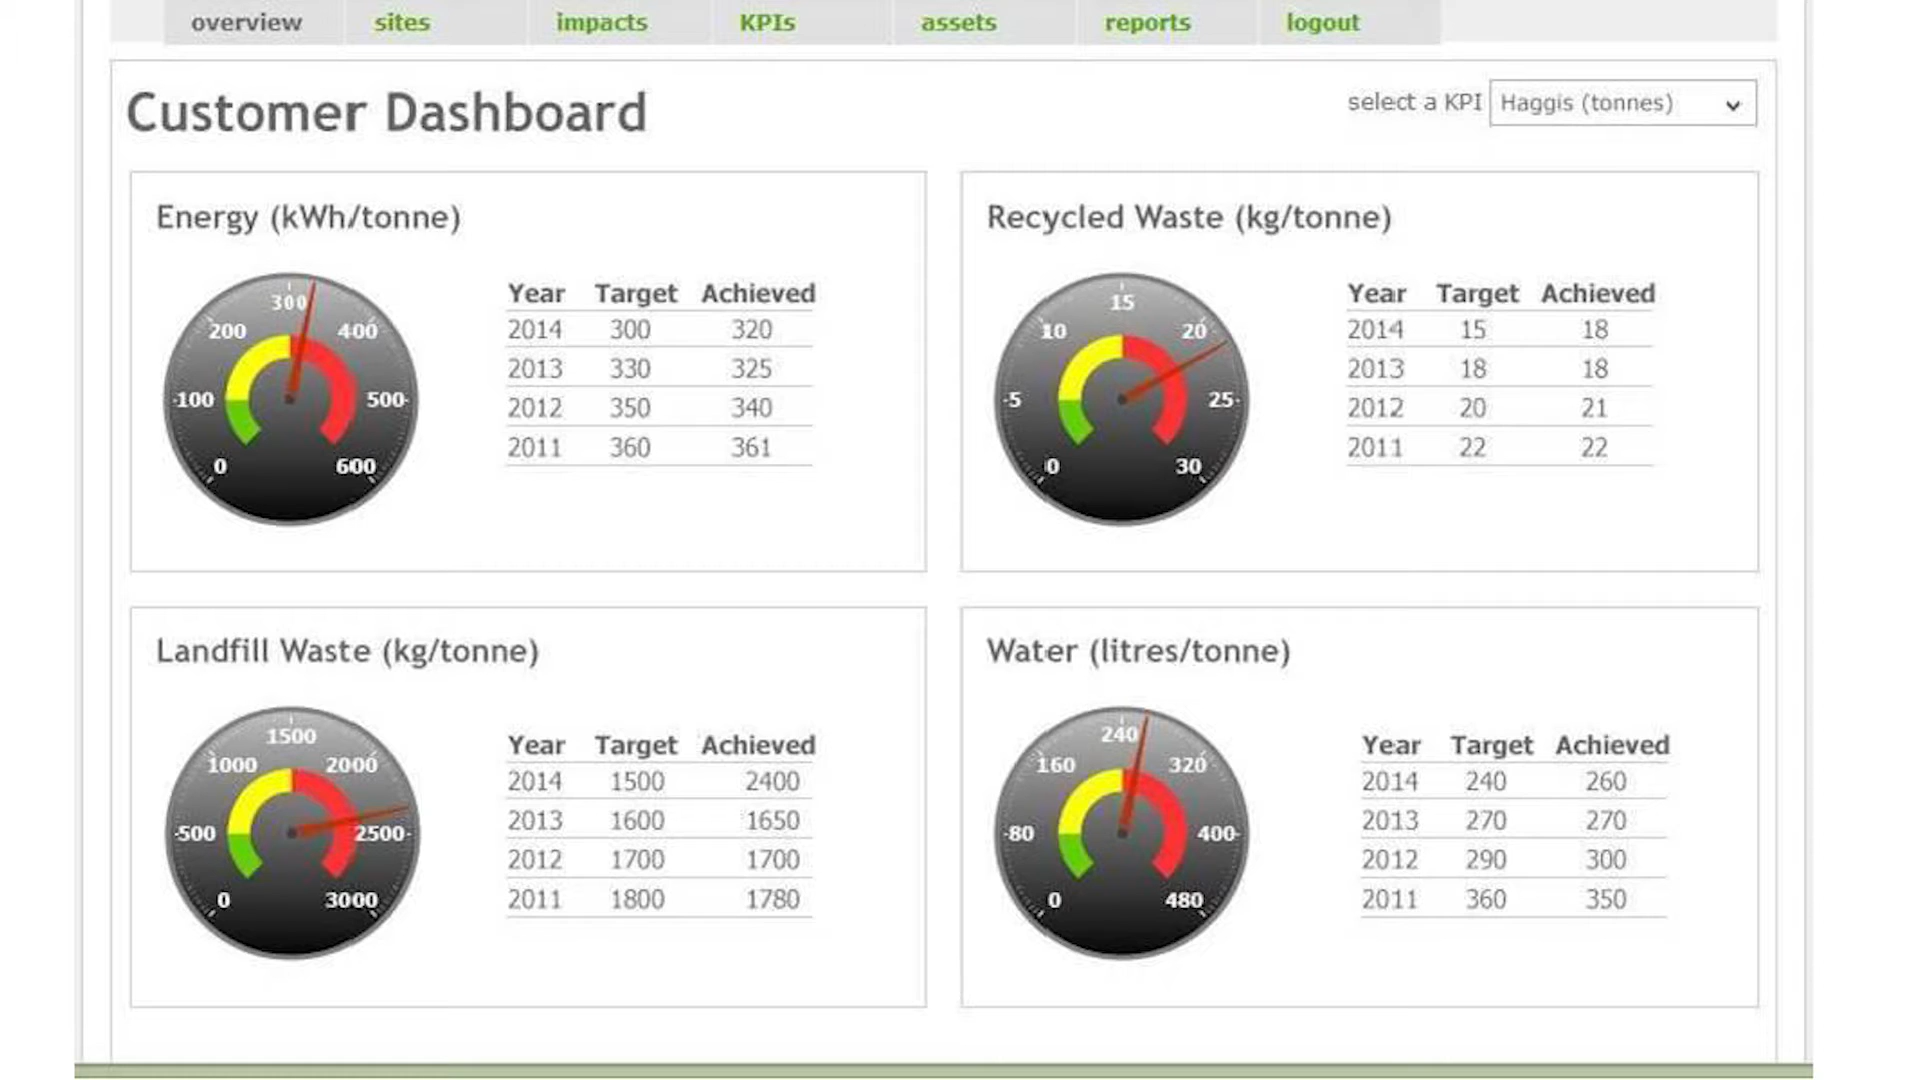 overview sites impacts KPIs assets reports logout
Customer Dashboard
select a KPI Haggis (tonnes)
Energy (kWh/tonne)
0 100 200 300 400 500 600
Year Target Achieved
2014 300 320
2013 330 325
2012 350 340
2011 360 361
Recycled Waste (kg/tonne)
0 5 10 15 20 25 30
Year Target Achieved
2014 15 18
2013 18 18
2012 20 21
2011 22 22
Landfill Waste (kg/tonne)
0 500 1000 1500 2000 2500 3000
Year Target Achieved
2014 1500 2400
2013 1600 1650
2012 1700 1700
2011 1800 1780
Water (litres/tonne)
0 80 160 240 320 400 480
Year Target Achieved
2014 240 260
2013 270 270
2012 290 300
2011 360 350